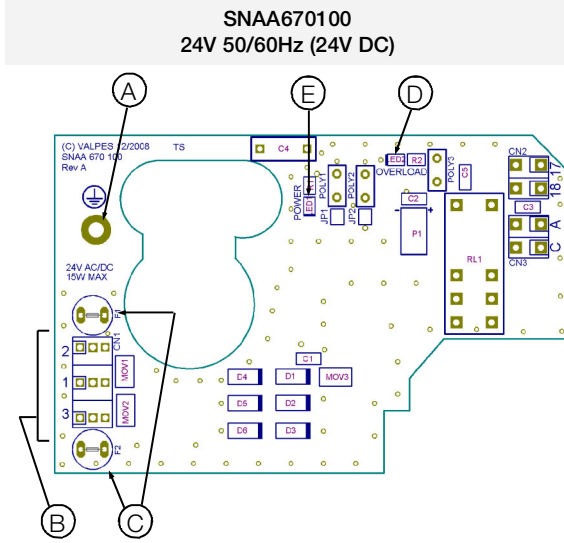 SNAA670100
24V 50/60Hz (24V DC)
A
E
D
(C) VALPES 12/2008
SNAA 670 100
Rev A
TS
C4
POWER
LED1
R1
POLY1
JP1
POLY2
JP2
LED2
R2
OVERLOAD
POLY3
C5
CN2
17
18
C2
- +
P1
C3
A
C
CN3
RL1
24V AC/DC
15W MAX
F1
CN1
2
1
3
MOV1
MOV2
F2
C1
D4
D1
MOV3
D5
D2
D6
D3
B
C